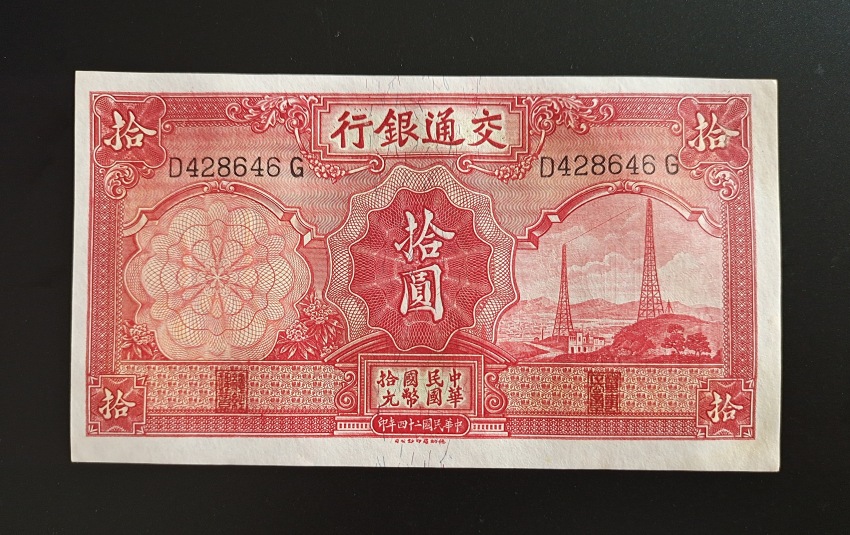 行銀通交
拾 拾
D428646 G D428646 G
拾圓
中華
民國
國幣
拾元
拾 拾
印年四十二國民華中